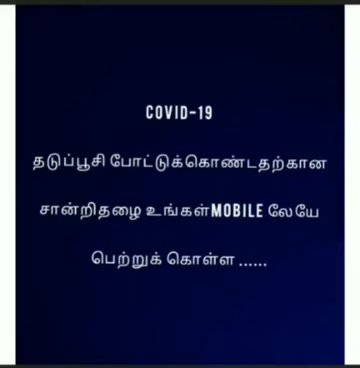 COVID-19
தடுப்பூசி போட்டுக்கொண்டதற்கான
சான்றிதழை உங்கள்MOBILE லேயே
பெற்றுக் கொள்ள ......